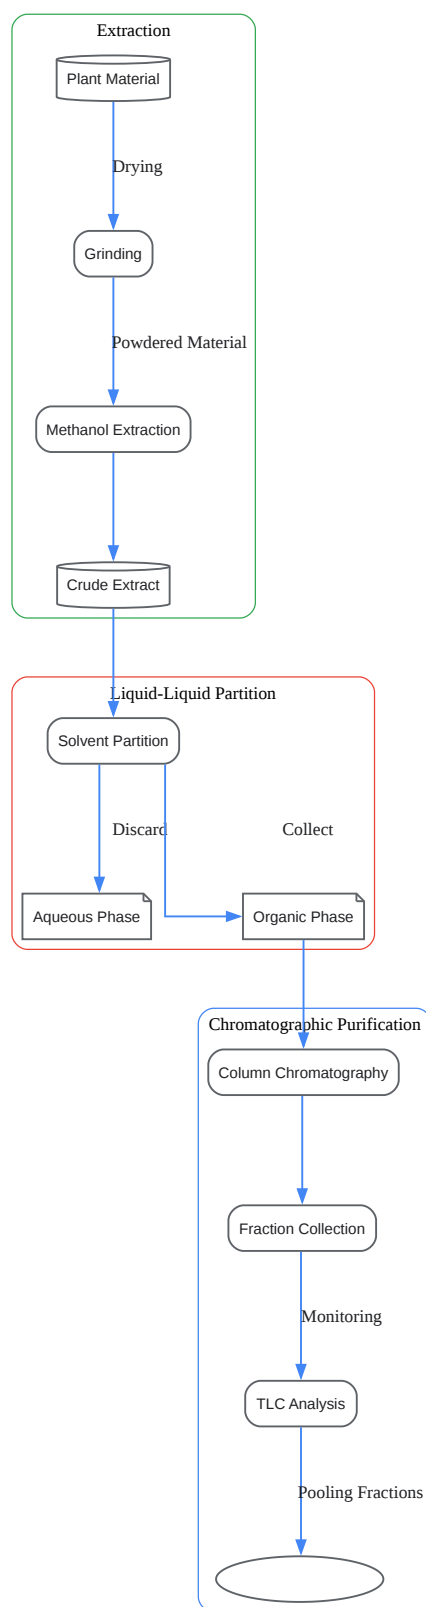 Extraction
Plant Material
Drying
Grinding
Powdered Material
Methanol Extraction
Crude Extract
Liquid-Liquid Partition
Solvent Partition
Discard
Collect
Aqueous Phase
Organic Phase
Chromatographic Purification
Column Chromatography
Fraction Collection
Monitoring
TLC Analysis
Pooling Fractions